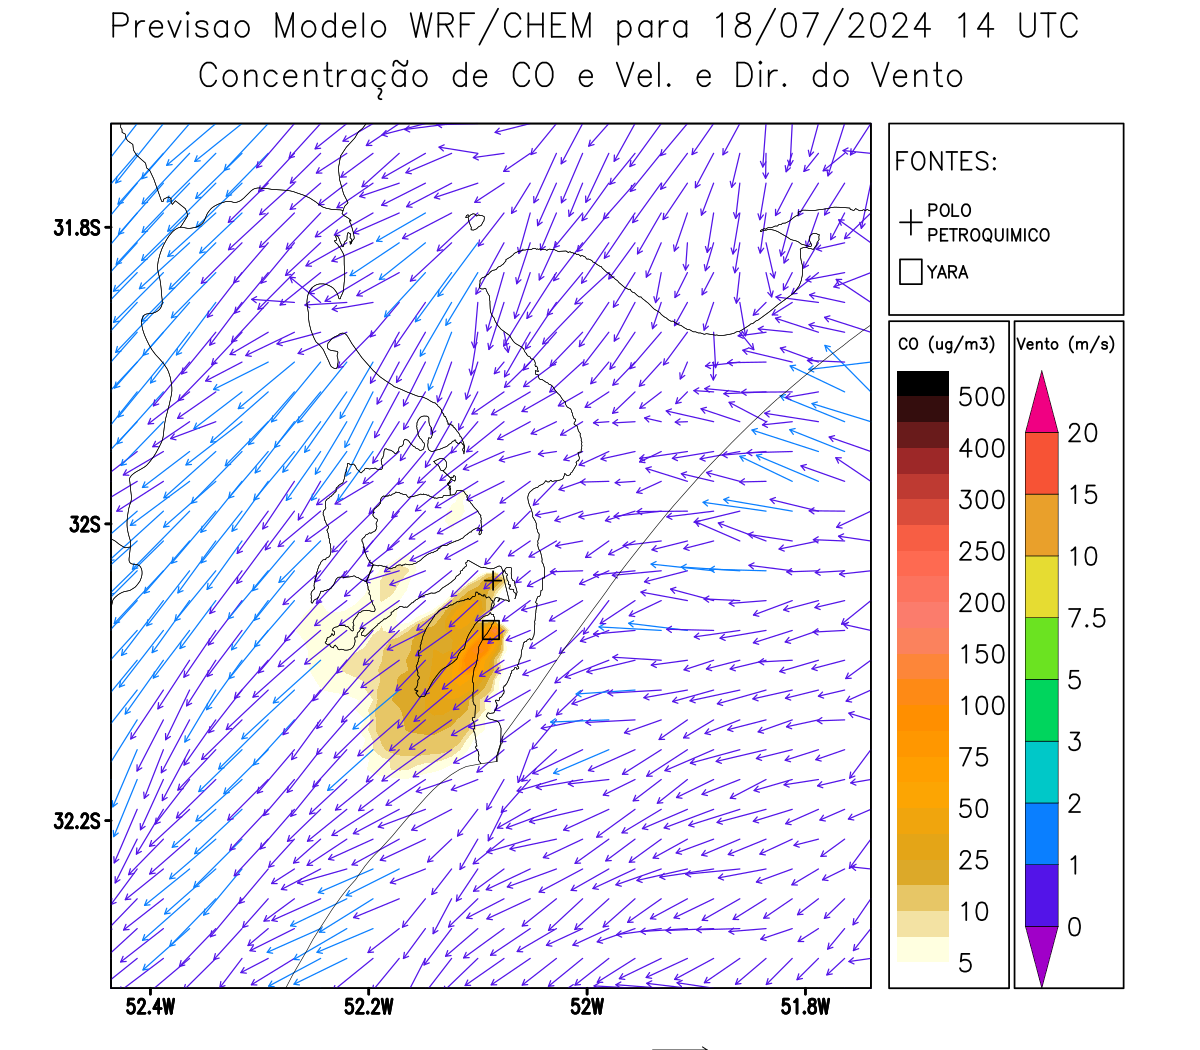 Previsao Modelo WRF/CHEM para 18/07/2024 14 UTC
Concentração de CO e Vel. e Dir. do Vento
FONTES:
POLO
PETROQUIMICO
YARA
CO (ug/m3)
500
400
300
250
200
150
100
75
50
25
10
5
Vento (m/s)
20
15
10
7.5
5
3
2
1
0
31.8S
32S
32.2S
52.4W 52.2W 52W 51.8W